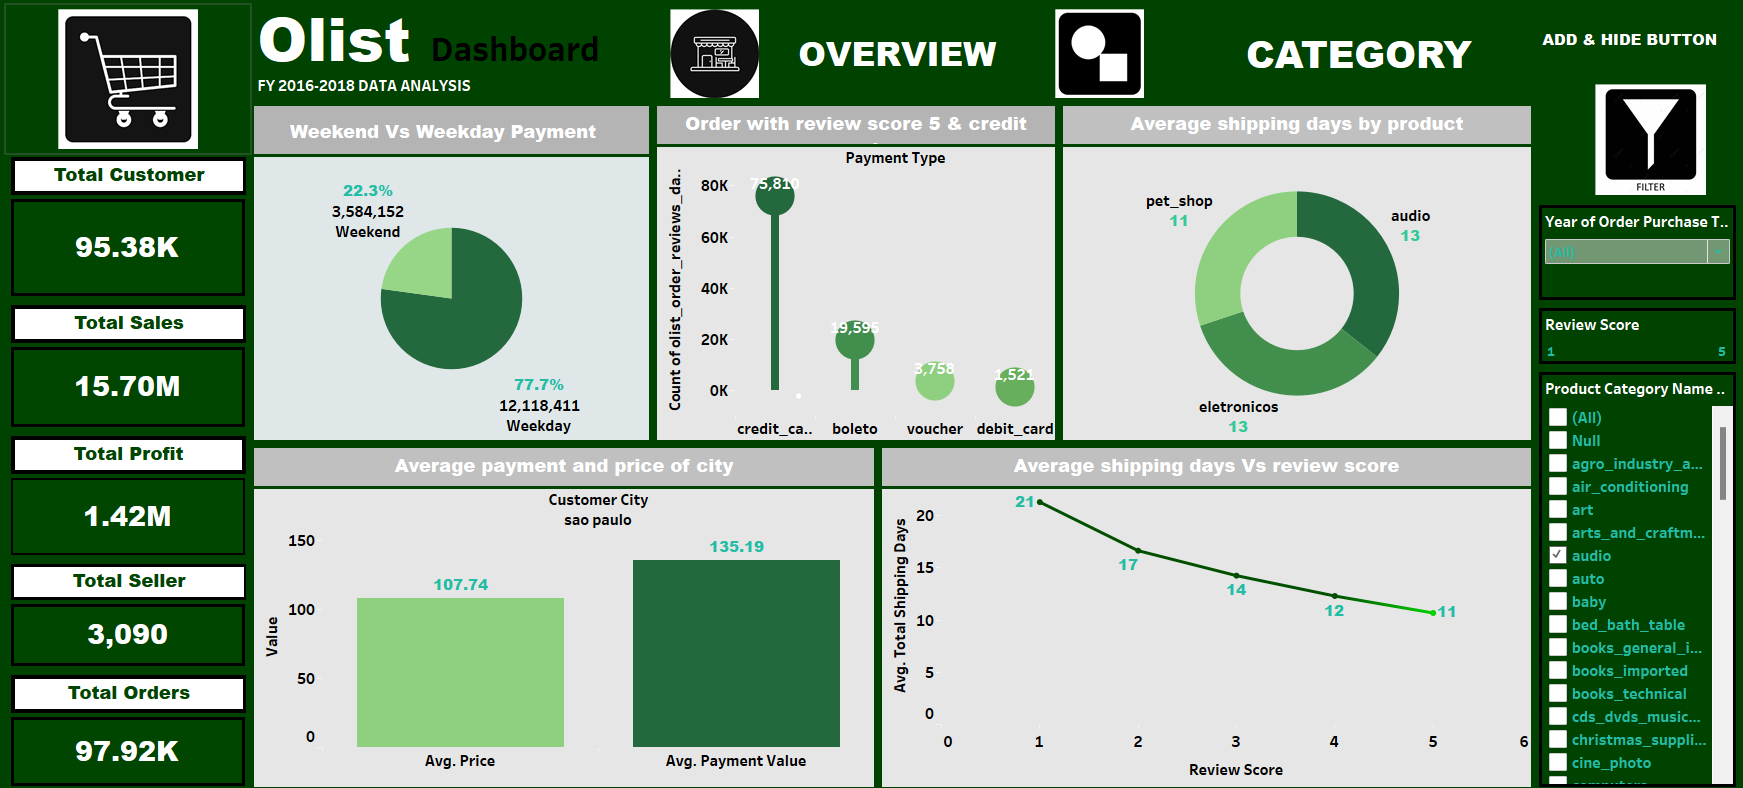 Olist Dashboard
FY 2016-2018 DATA ANALYSIS
OVERVIEW
CATEGORY
ADD & HIDE BUTTON
FILTER
Total Customer
95.38K
Total Sales
15.70M
Total Profit
1.42M
Total Seller
3,090
Total Orders
97.92K
Weekend Vs Weekday Payment
22.3%
3,584,152
Weekend
77.7%
12,118,411
Weekday
Order with review score 5 & credit
Payment Type
Count of olist_order_reviews_da..
80K
60K
40K
20K
0K
75,810
19,595
3,758
1,521
credit_ca..
boleto
voucher
debit_card
Average shipping days by product
pet_shop
11
audio
13
eletronicos
13
Average payment and price of city
Customer City
sao paulo
Value
150
100
50
0
107.74
135.19
Avg. Price
Avg. Payment Value
Average shipping days Vs review score
Avg. Total Shipping Days
20
15
10
5
0
21
17
14
12
11
0 1 2 3 4 5 6
Review Score
Year of Order Purchase T..
(All)
Review Score
1 5
Product Category Name ..
(All)
Null
agro_industry_a...
air_conditioning
art
arts_and_craftm...
audio
auto
baby
bed_bath_table
books_general_i...
books_imported
books_technical
cds_dvds_music...
christmas_suppli...
cine_photo